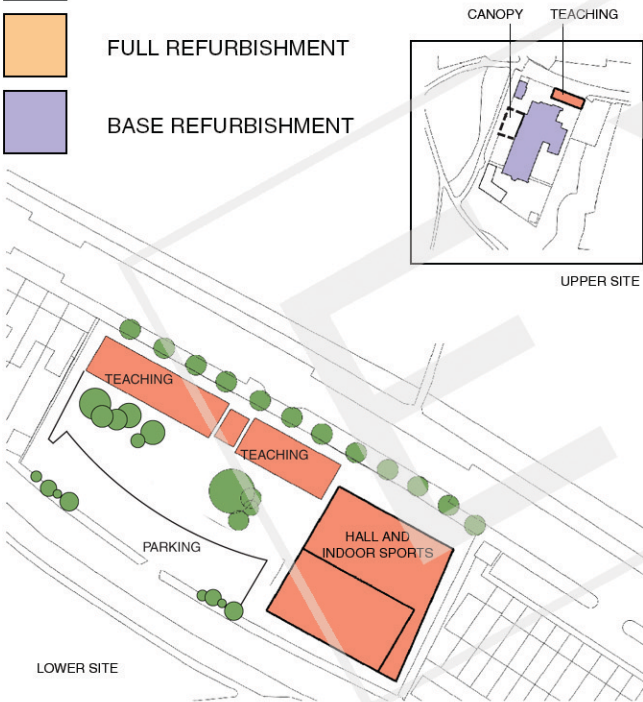 CANOPY TEACHING
FULL REFURBISHMENT
BASE REFURBISHMENT
UPPER SITE
TEACHING
TEACHING
HALL AND
INDOOR SPORTS
PARKING
LOWER SITE